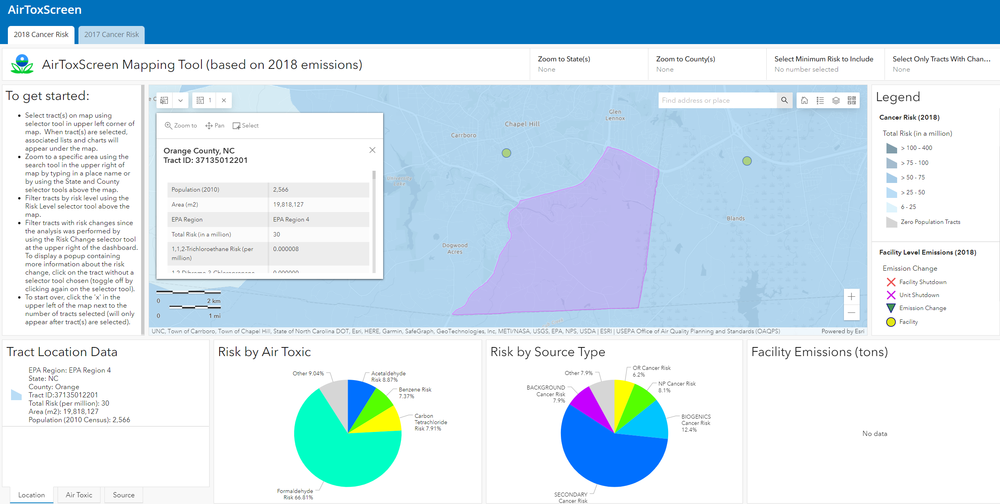 AirToxScreen
2018 Cancer Risk
2017 Cancer Risk
AirToxScreen Mapping Tool (based on 2018 emissions)
Zoom to State(s)
None
Zoom to County(s)
None
Select Minimum Risk to Include
No number selected
Select Only Tracts With Chan...
None
To get started:
• Select tract(s) on map using
selector tool in upper left corner of
map. When tract(s) are selected,
associated lists and charts will
appear under the map.
• Zoom to a specific area using the
search tool in the upper right of
map by typing in a place name or
by using the State and County
selector tools above the map.
• Filter tracts by risk level using the
Risk Level selector tool above the
map.
• Filter tracts with risk changes since
the analysis was performed by
using the Risk Change selector tool
at the upper right of the dashboard.
To display a popup containing
more information about the risk
change, click on the tract without a
selector tool chosen (toggle off by
clicking again on the selector tool).
• To start over, click the 'x' in the
upper left of the map next to the
number of tracts selected (will only
appear after tract(s) are selected).
e C
1
Find address or place
Zoom to
Pan
Select
Orange County, NC
Tract ID: 37135012201
Population (2010) 2,566
Area (m2) 19,818,127
EPA Region EPA Region 4
Total Risk (in a million) 30
1,1,2-Trichloroethane Risk (per 0.000008
million)
1,2-Dibromo-3-Chloropropane 0.000000
Glen
Lennox
Chapel Hill
Carrboro
University
Lake
Blands
Dogwood
Acres
Cub Creek
0 2 km
0 1 mi
UNC, Town of Carrboro, Town of Chapel Hill, State of North Carolina DOT, Esri, HERE, Garmin, SafeGraph, GeoTechnologies, Inc, METI/NASA, USGS, EPA, NPS, USDA | ESRI | USEPA Office of Air Quality Planning and Standards (OAQPS)
Powered by Esri
Legend
Cancer Risk (2018)
Total Risk (in a million)
> 100 - 400
> 75 - 100
> 50 - 75
> 25 - 50
6 - 25
Zero Population Tracts
Facility Level Emissions (2018)
Emission Change
Facility Shutdown
Unit Shutdown
Emission Change
Facility
Tract Location Data
EPA Region: EPA Region 4
State: NC
County: Orange
Tract ID:37135012201
Total Risk (per million): 30
Area (m2): 19,818,127
Population (2010 Census): 2,566
Location
Air Toxic
Source
Risk by Air Toxic
Other 9.04%
Acetaldehyde
Risk 8.87%
Benzene Risk
7.37%
Carbon
Tetrachloride
Risk 7.91%
Formaldehyde
Risk 66.81%
Risk by Source Type
Other 7.9%
OR Cancer Risk
6.2%
NP Cancer Risk
8.1%
BACKGROUND
Cancer Risk
7.9%
BIOGENICS
Cancer Risk
12.4%
SECONDARY
Cancer Risk
Facility Emissions (tons)
No data